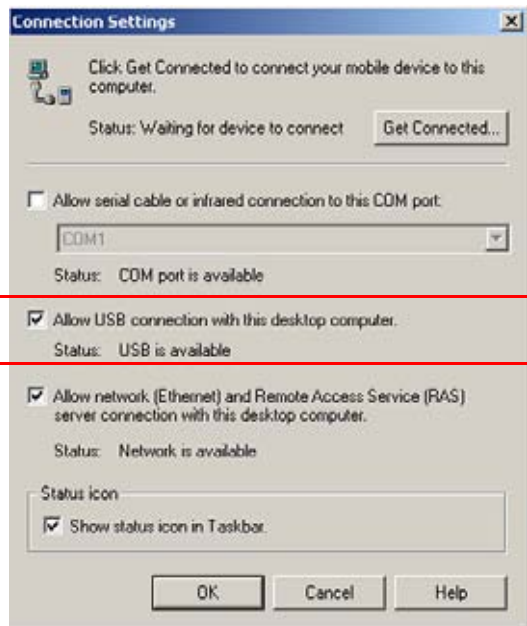 Connection Settings
Click Get Connected to connect your mobile device to this
computer.
Status: Waiting for device to connect
Get Connected...
Allow serial cable or infrared connection to this COM port:
COM1
Status: COM port is available
Allow USB connection with this desktop computer.
Status: USB is available
Allow network (Ethernet) and Remote Access Service (RAS)
server connection with this desktop computer.
Status: Network is available
Status icon
Show status icon in Taskbar.
OK
Cancel
Help